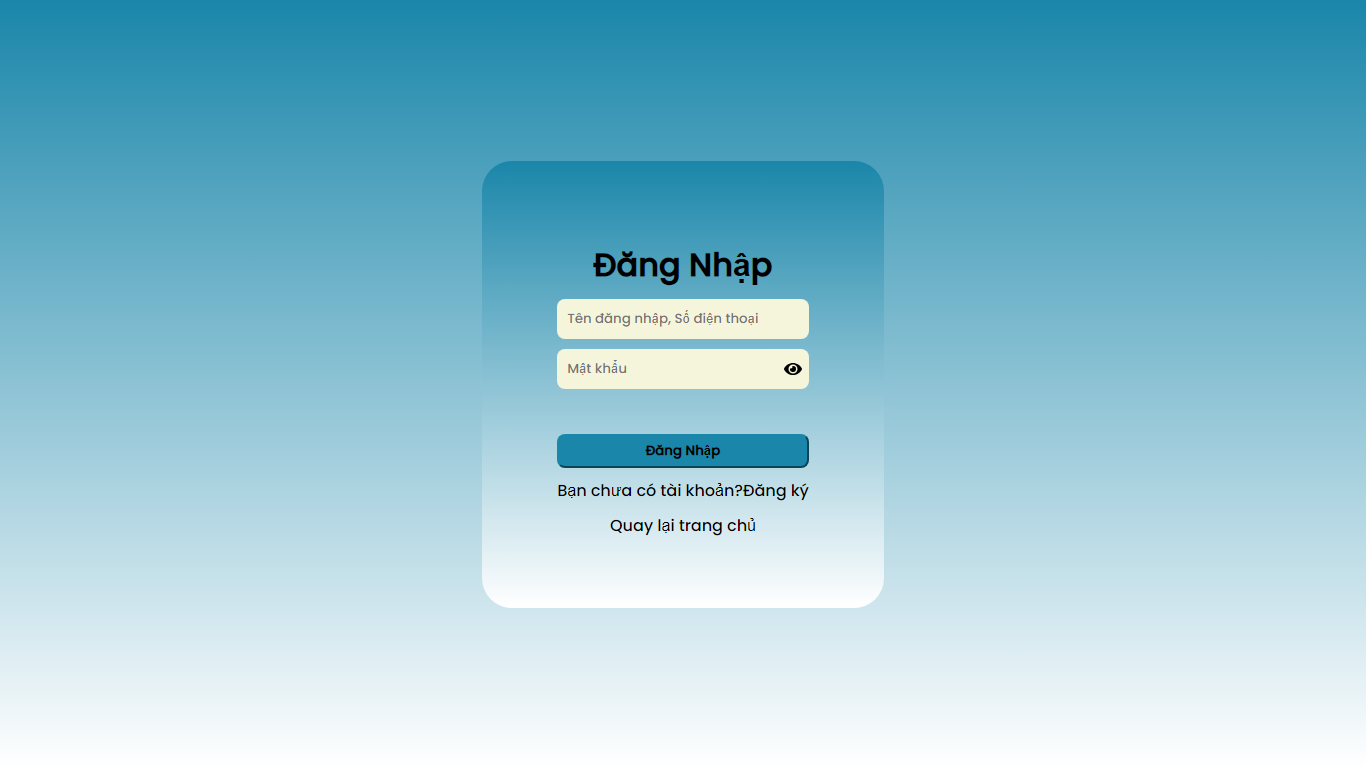 Đăng Nhập
Tên đăng nhập, Số điện thoại
Mật khẩu
Đăng Nhập
Bạn chưa có tài khoản?Đăng ký
Quay lại trang chủ